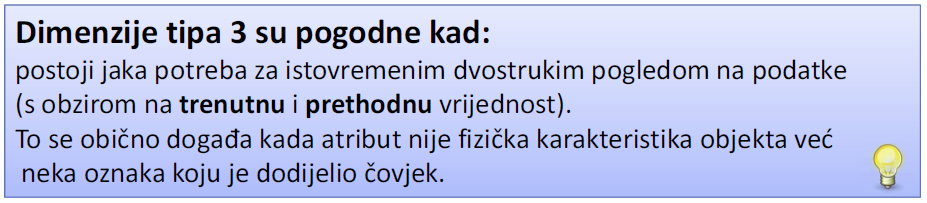 Dimenzije tipa 3 su pogodne kad:
postoji jaka potreba za istovremenim dvostrukim pogledom na podatke
(s obzirom na trenutnu i prethodnu vrijednost).
To se obično događa kada atribut nije fizička karakteristika objekta već
neka oznaka koju je dodijelio čovjek.